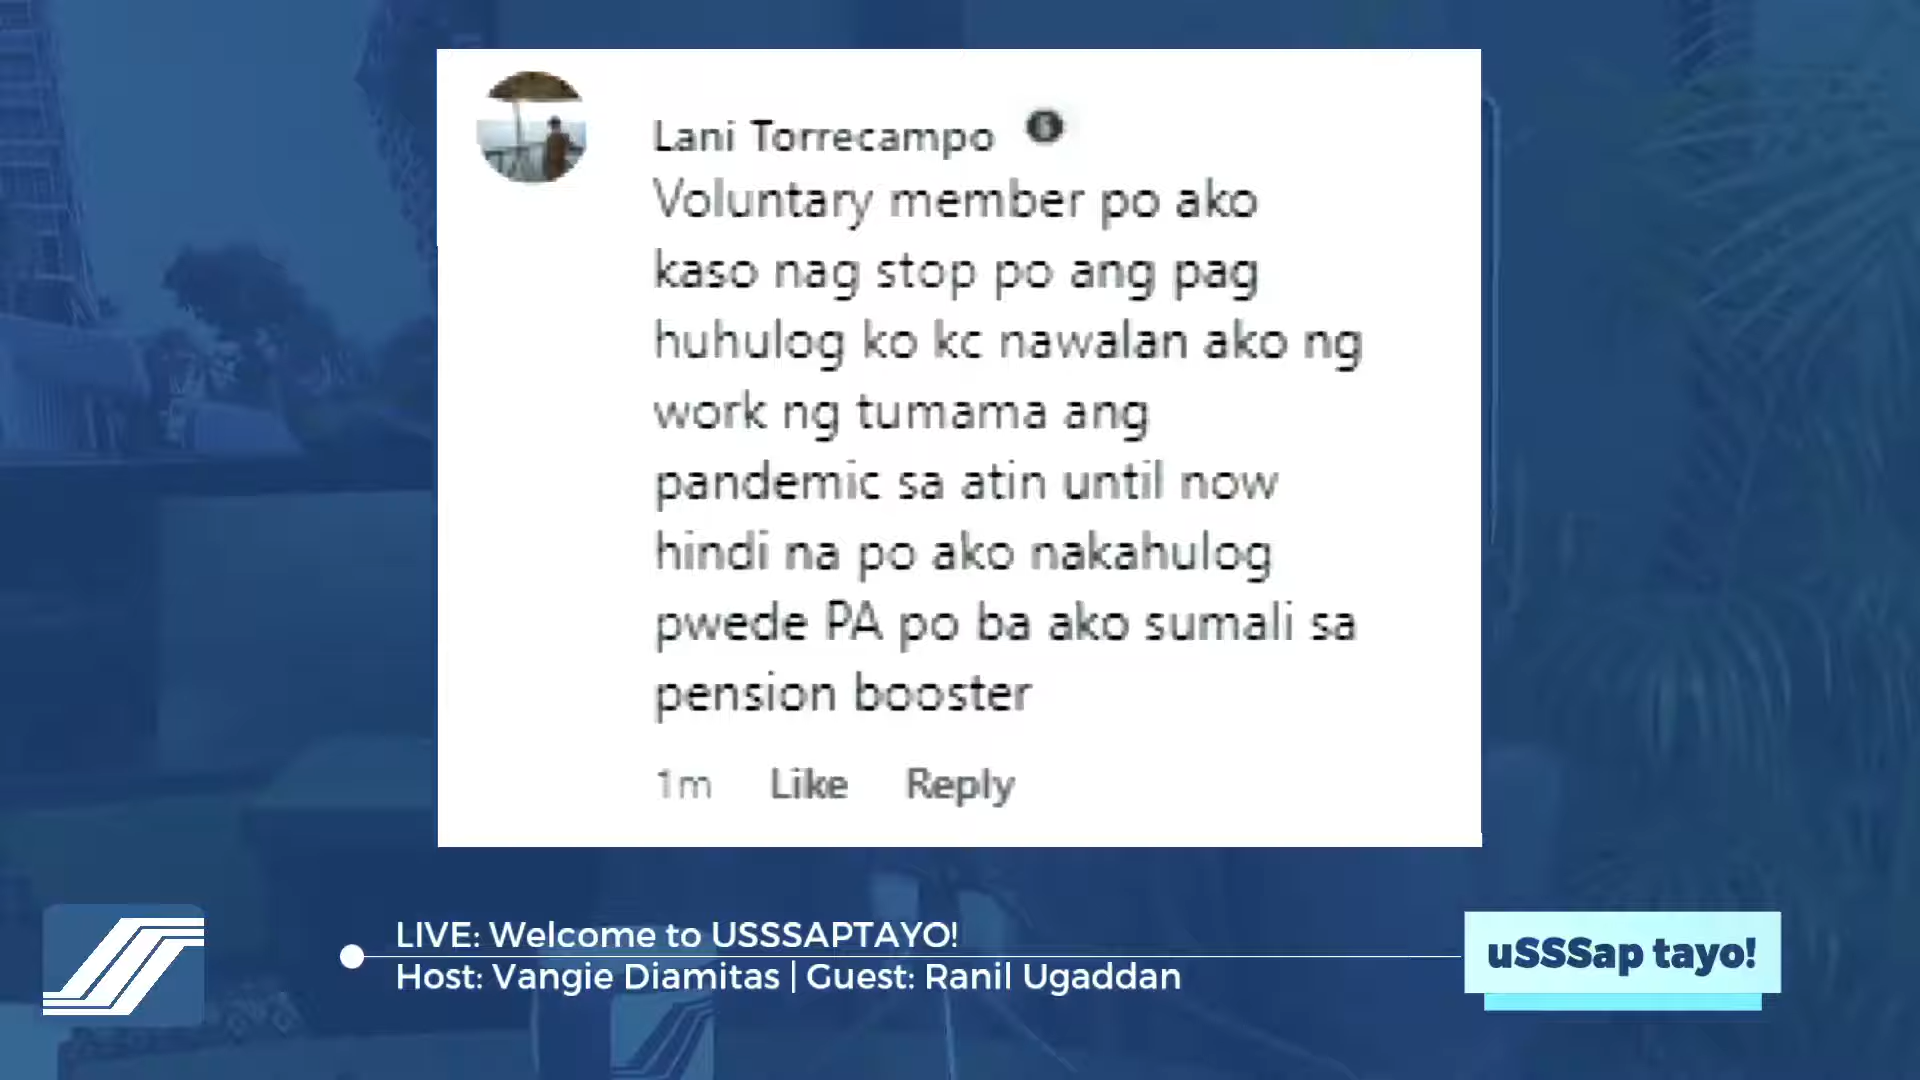 Lani Torrecampo
Voluntary member po ako
kaso nag stop po ang pag
huhulog ko kc nawalan ako ng
work ng tumama ang
pandemic sa atin until now
hindi na po ako nakahulog
pwede PA po ba ako sumali sa
pension booster
1m Like Reply
LIVE: Welcome to USSSAPTAYO!
Host: Vangie Diamitas | Guest: Ranil Ugaddan
uSSSap tayo!